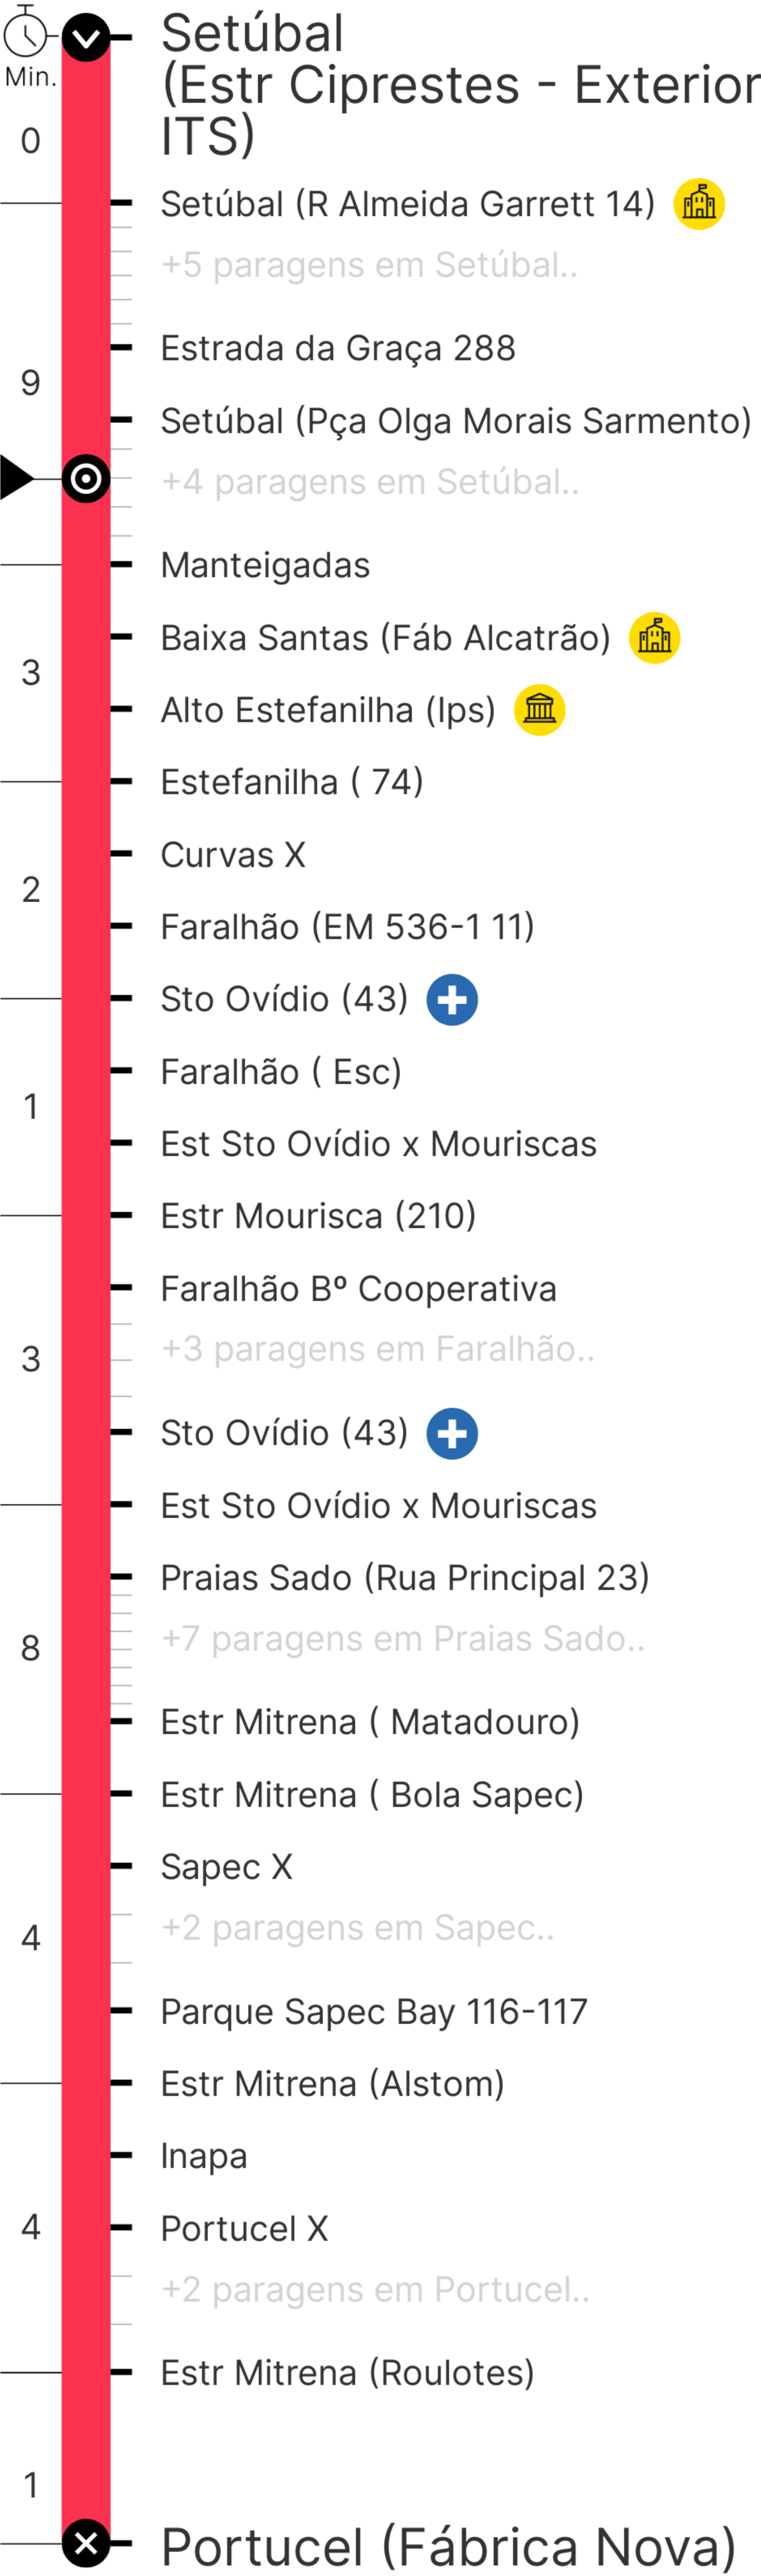 Setúbal
(Estr Ciprestes - Exterior
ITS)
Min.
0
Setúbal (R Almeida Garrett 14)
+5 paragens em Setúbal..
Estrada da Graça 288
9
Setúbal (Pça Olga Morais Sarmento)
+4 paragens em Setúbal..
Manteigadas
Baixa Santas (Fáb Alcatrão)
3
Alto Estefanilha (Ips)
Estefanilha ( 74)
Curvas X
2
Faralhão (EM 536-1 11)
Sto Ovídio (43)
Faralhão ( Esc)
1
Est Sto Ovídio x Mouriscas
Estr Mourisca (210)
Faralhão Bº Cooperativa
+3 paragens em Faralhão..
3
Sto Ovídio (43)
Est Sto Ovídio x Mouriscas
Praias Sado (Rua Principal 23)
+7 paragens em Praias Sado..
8
Estr Mitrena ( Matadouro)
Estr Mitrena ( Bola Sapec)
Sapec X
+2 paragens em Sapec..
4
Parque Sapec Bay 116-117
Estr Mitrena (Alstom)
Inapa
4
Portucel X
+2 paragens em Portucel..
Estr Mitrena (Roulotes)
1
Portucel (Fábrica Nova)